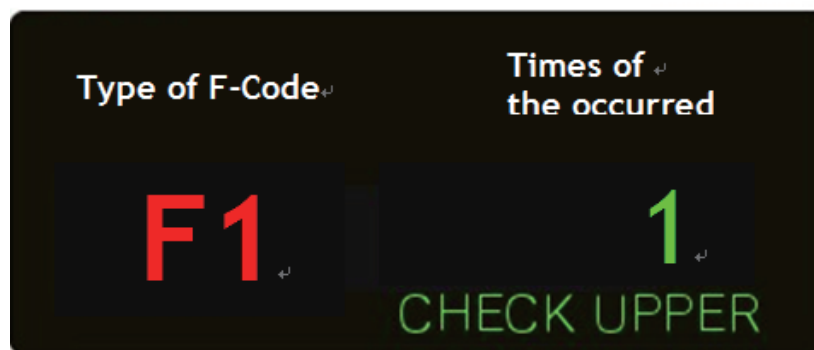 Type of F-Code
Times of
the occurred
F1
1
CHECK UPPER